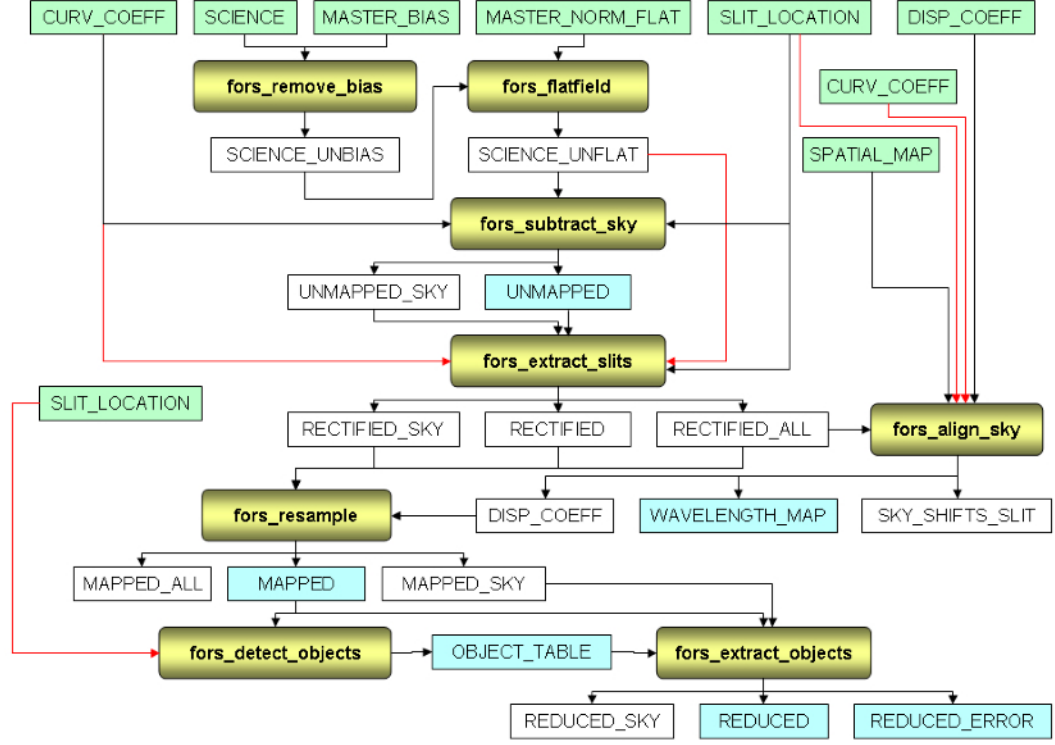 CURV_COEFF
SCIENCE
MASTER_BIAS
MASTER_NORM_FLAT
SLIT_LOCATION
DISP_COEFF
fors_remove_bias
fors_flatfield
CURV_COEFF
SCIENCE_UNBIAS
SCIENCE_UNFLAT
SPATIAL_MAP
fors_subtract_sky
UNMAPPED_SKY
UNMAPPED
fors_extract_slits
SLIT_LOCATION
RECTIFIED_SKY
RECTIFIED
RECTIFIED_ALL
fors_align_sky
fors_resample
DISP_COEFF
WAVELENGTH_MAP
SKY_SHIFTS_SLIT
MAPPED_ALL
MAPPED
MAPPED_SKY
fors_detect_objects
OBJECT_TABLE
fors_extract_objects
REDUCED_SKY
REDUCED
REDUCED_ERROR